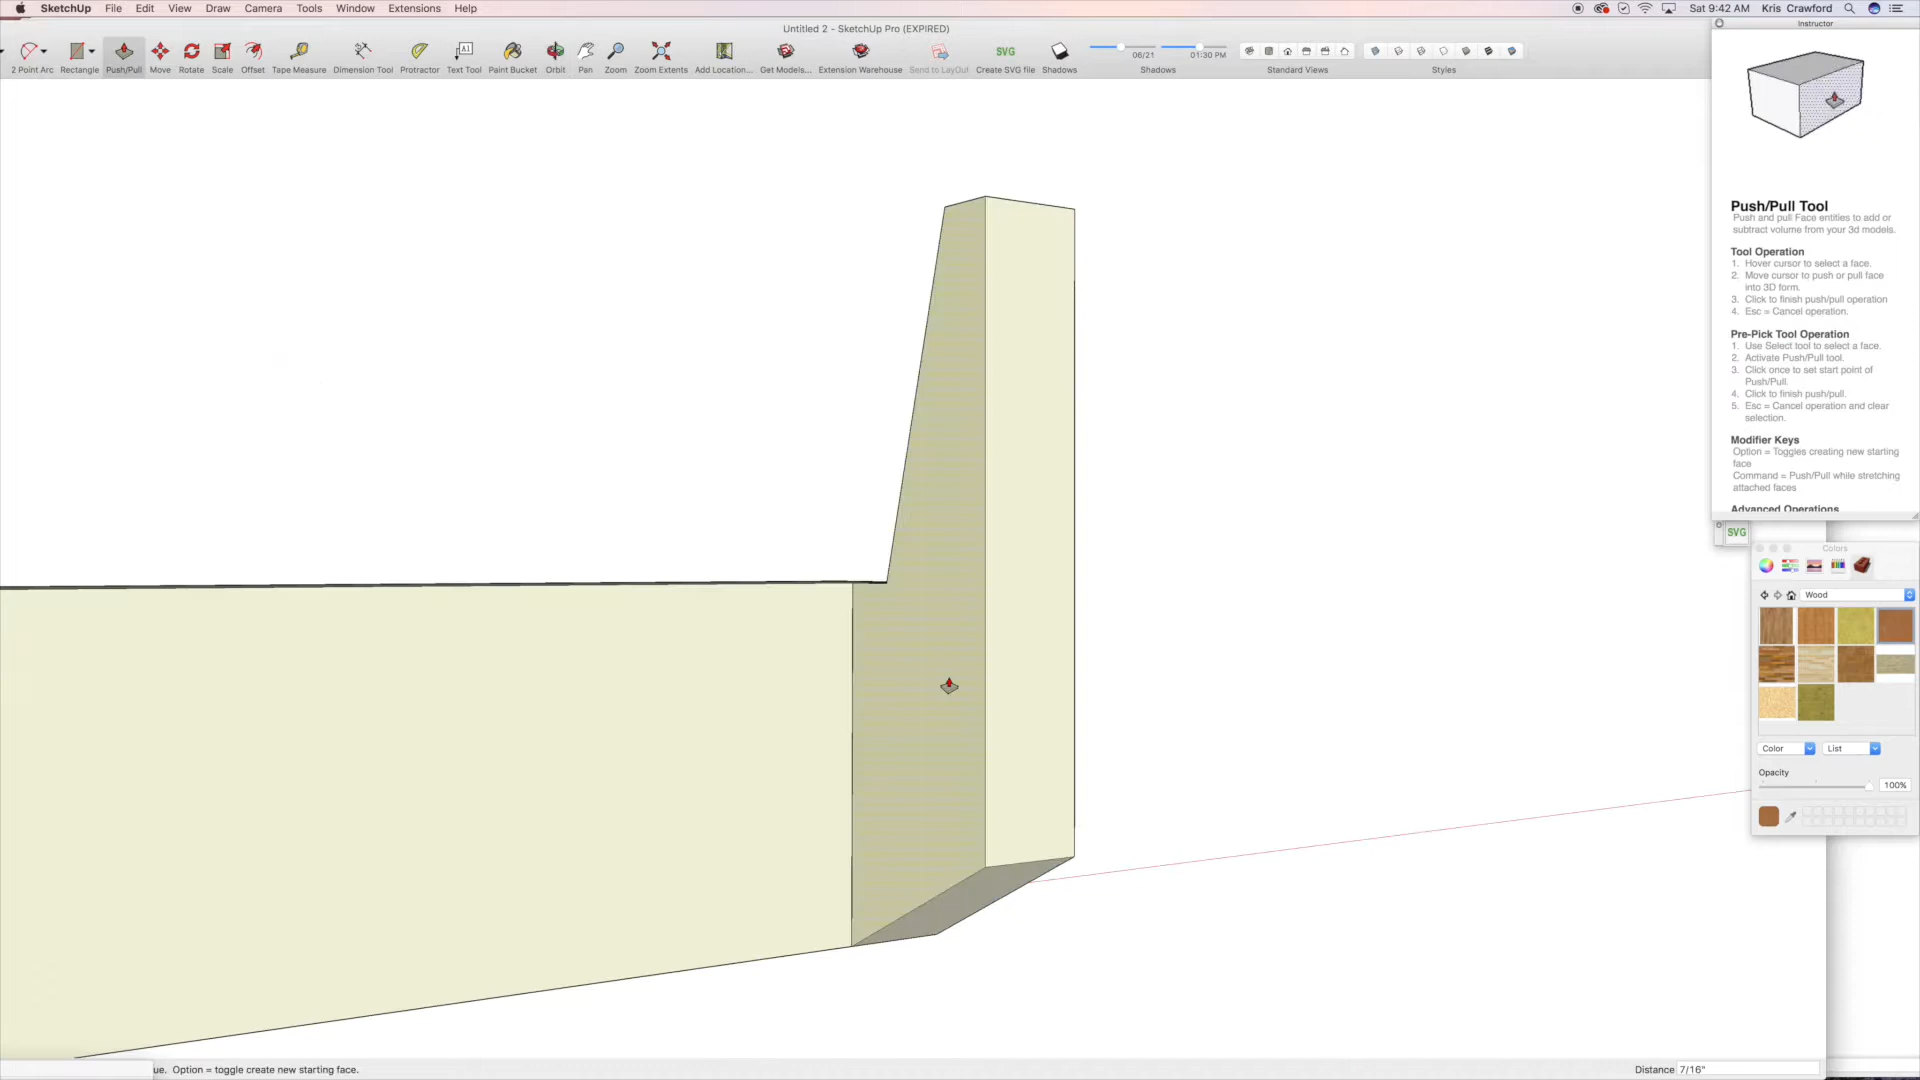 SketchUp File Edit View Draw Camera Tools Window Extensions Help
Sat 9:42 AM Kris Crawford
Untitled 2 - SketchUp Pro (EXPIRED)
Instructor
A1
SVG
06/21 01:30 PM
2 Point Arc Rectangle Push/Pull Move Rotate Scale Offset Tape Measure Dimension Tool Protractor Text Tool Paint Bucket Orbit Pan Zoom Zoom Extents Add Location... Get Models... Extension Warehouse Send to LayOut Create SVG file Shadows Shadows Standard Views Styles
Push/Pull Tool
Push and pull Face entities to add or
subtract volume from your 3d models.
Tool Operation
1. Hover cursor to select a face.
2. Move cursor to push or pull face
into 3D form.
3. Click to finish push/pull operation
4. Esc = Cancel operation.
Pre-Pick Tool Operation
1. Use Select tool to select a face.
2. Activate Push/Pull tool.
3. Click once to set start point of
Push/Pull.
4. Click to finish push/pull.
5. Esc = Cancel operation and clear
selection.
Modifier Keys
Option = Toggles creating new starting
face
Command = Push/Pull while stretching
attached faces
Advanced Operations
SVG
Colors
Wood
Color List
Opacity
100%
ue. Option = toggle create new starting face.
Distance 7/16"